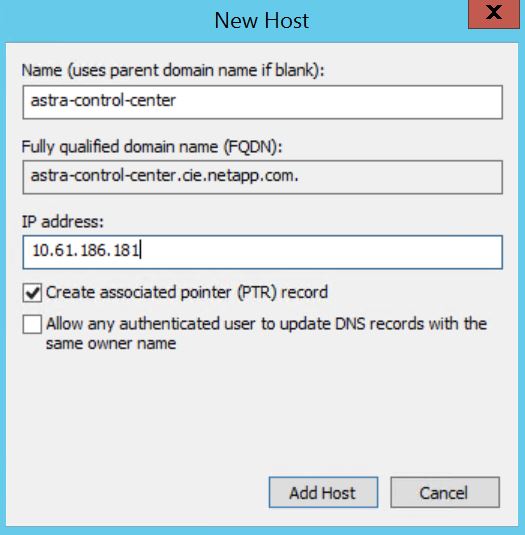 New Host
X
Name (uses parent domain name if blank):
astra-control-center
Fully qualified domain name (FQDN):
astra-control-center.cie.netapp.com.
IP address:
10.61.186.181
Create associated pointer (PTR) record
Allow any authenticated user to update DNS records with the
same owner name
Add Host
Cancel